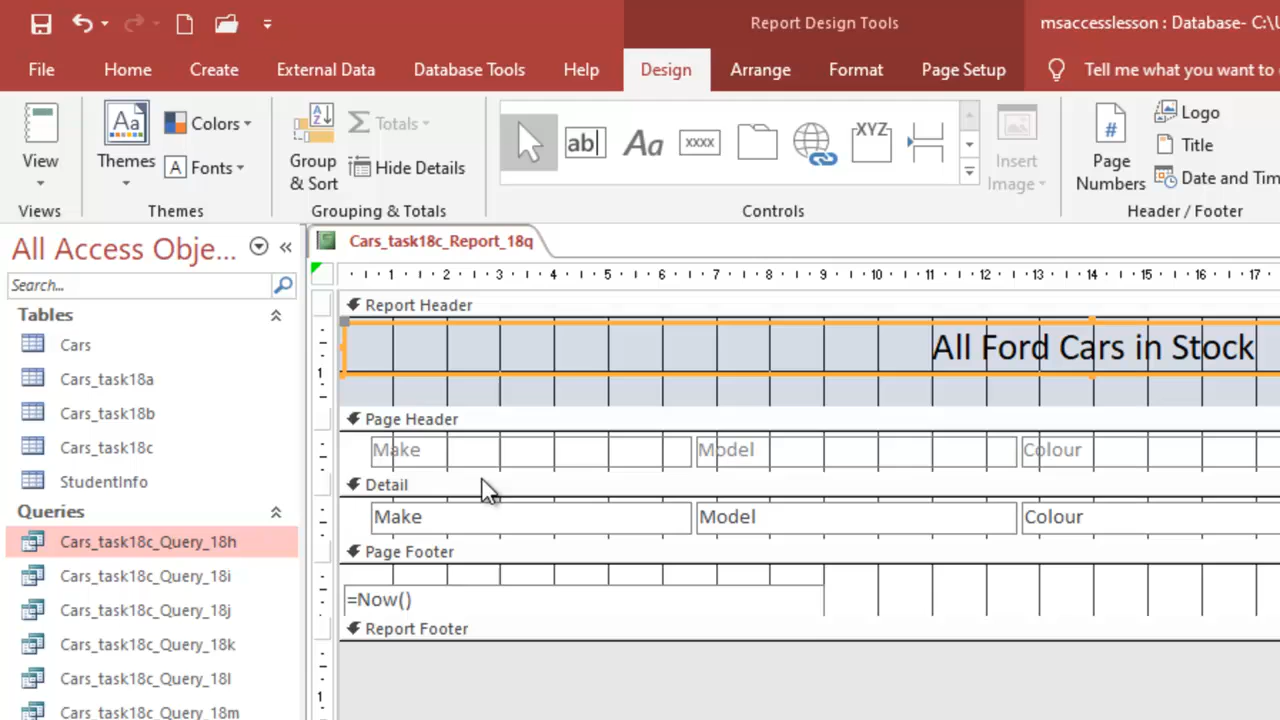 Report Design Tools
msaccesslesson : Database- C:\U
File Home Create External Data Database Tools Help Design Arrange Format Page Setup Tell me what you want to
View
Views
Aa
Themes
Colors
A Fonts
Themes
Group & Sort
Totals
Hide Details
Grouping & Totals
ab|
Aa
xxxx
XYZ
Controls
Insert Image
#
Page Numbers
Logo
Title
Date and Tim
Header / Footer
All Access Obje...
Search...
Tables
Cars
Cars_task18a
Cars_task18b
Cars_task18c
StudentInfo
Queries
Cars_task18c_Query_18h
Cars_task18c_Query_18i
Cars_task18c_Query_18j
Cars_task18c_Query_18k
Cars_task18c_Query_18l
Cars_task18c_Query_18m
Cars_task18c_Report_18q
1 2 3 4 5 6 7 8 9 10 11 12 13 14 15 16 17
Report Header
1
All Ford Cars in Stock
Page Header
Make Model Colour
Detail
Make Model Colour
Page Footer
=Now()
Report Footer
1